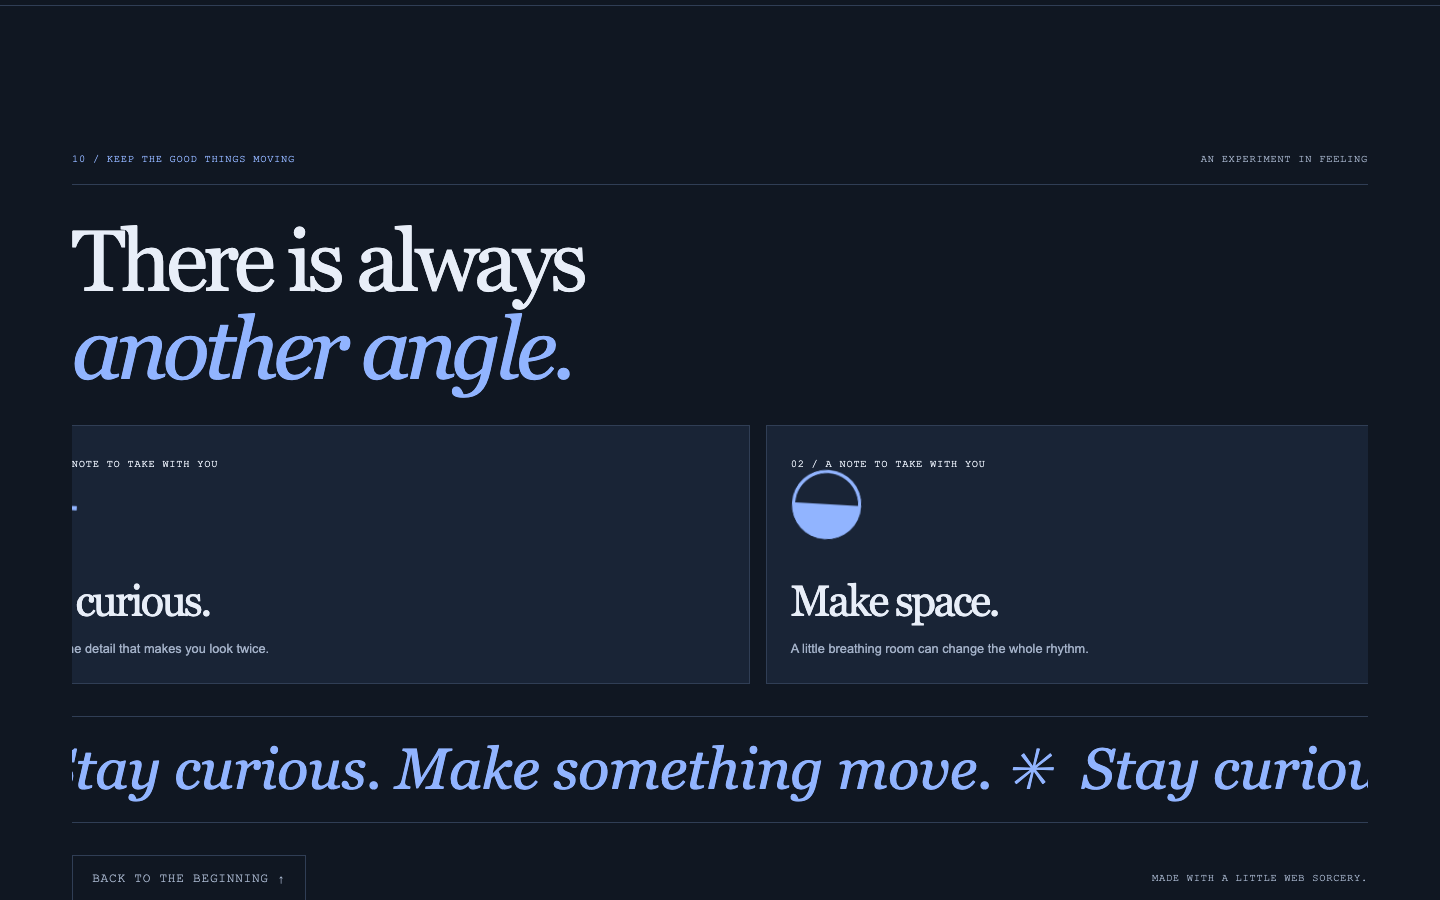 10 / KEEP THE GOOD THINGS MOVING
AN EXPERIMENT IN FEELING
There is always
another angle.
NOTE TO TAKE WITH YOU
curious.
detail that makes you look twice.
02 / A NOTE TO TAKE WITH YOU
Make space.
A little breathing room can change the whole rhythm.
Stay curious. Make something move. ✳ Stay curiou
BACK TO THE BEGINNING ↑
MADE WITH A LITTLE WEB SORCERY.